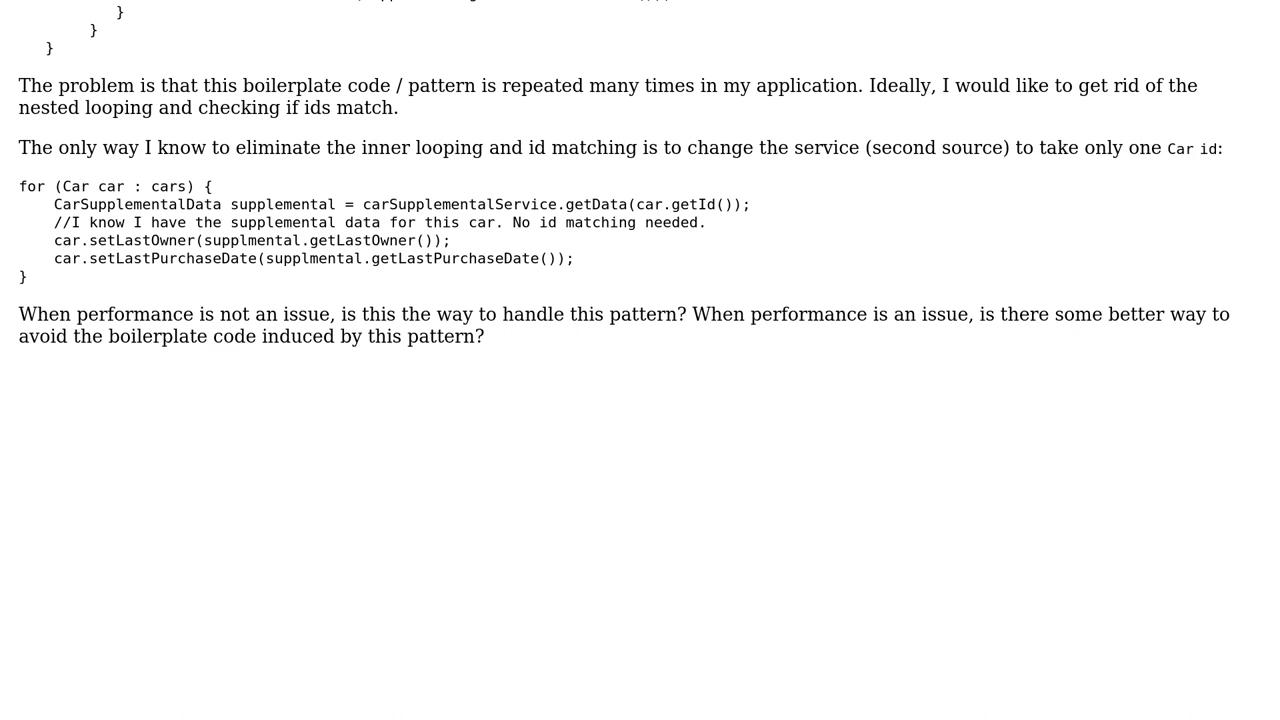 }
}
}
The problem is that this boilerplate code / pattern is repeated many times in my application. Ideally, I would like to get rid of the
nested looping and checking if ids match.
The only way I know to eliminate the inner looping and id matching is to change the service (second source) to take only one Car id:
for (Car car : cars) {
    CarSupplementalData supplemental = carSupplementalService.getData(car.getId());
    //I know I have the supplemental data for this car. No id matching needed.
    car.setLastOwner(supplmental.getLastOwner());
    car.setLastPurchaseDate(supplmental.getLastPurchaseDate());
}
When performance is not an issue, is this the way to handle this pattern? When performance is an issue, is there some better way to
avoid the boilerplate code induced by this pattern?